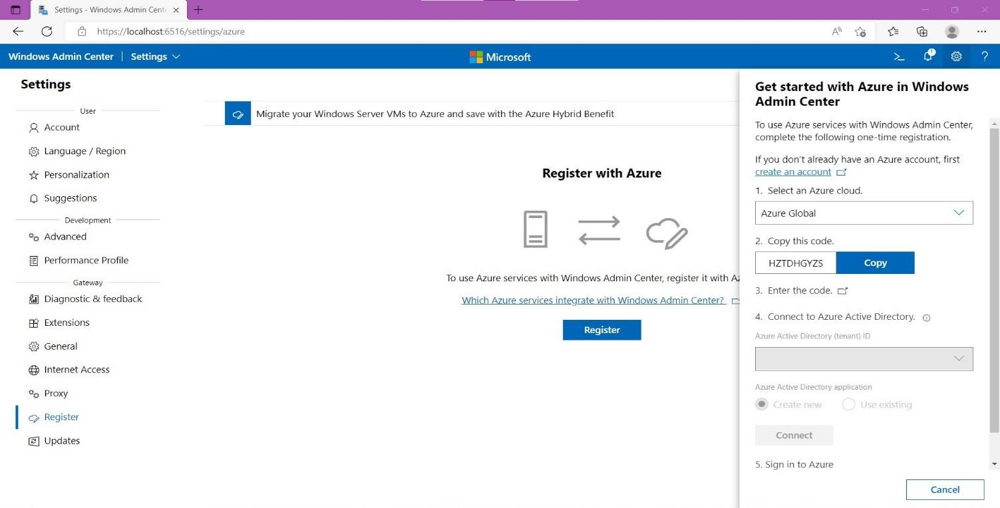 Settings - Windows Admin Cent
https://localhost:6516/settings/azure
Windows Admin Center | Settings
Microsoft
1
?
Settings
User
Account
Language / Region
Personalization
Suggestions
Development
Advanced
Performance Profile
Gateway
Diagnostic & feedback
Extensions
General
Internet Access
Proxy
Register
Updates
Migrate your Windows Server VMs to Azure and save with the Azure Hybrid Benefit
Register with Azure
To use Azure services with Windows Admin Center, register it with Az
Which Azure services integrate with Windows Admin Center?
Register
Get started with Azure in Windows
Admin Center
To use Azure services with Windows Admin Center,
complete the following one-time registration.
If you don't already have an Azure account, first
create an account
1. Select an Azure cloud.
Azure Global
2. Copy this code.
HZTDHGYZS
Copy
3. Enter the code.
4. Connect to Azure Active Directory.
Azure Active Directory (tenant) ID
Azure Active Directory application
Create new
Use existing
Connect
5. Sign in to Azure
Cancel